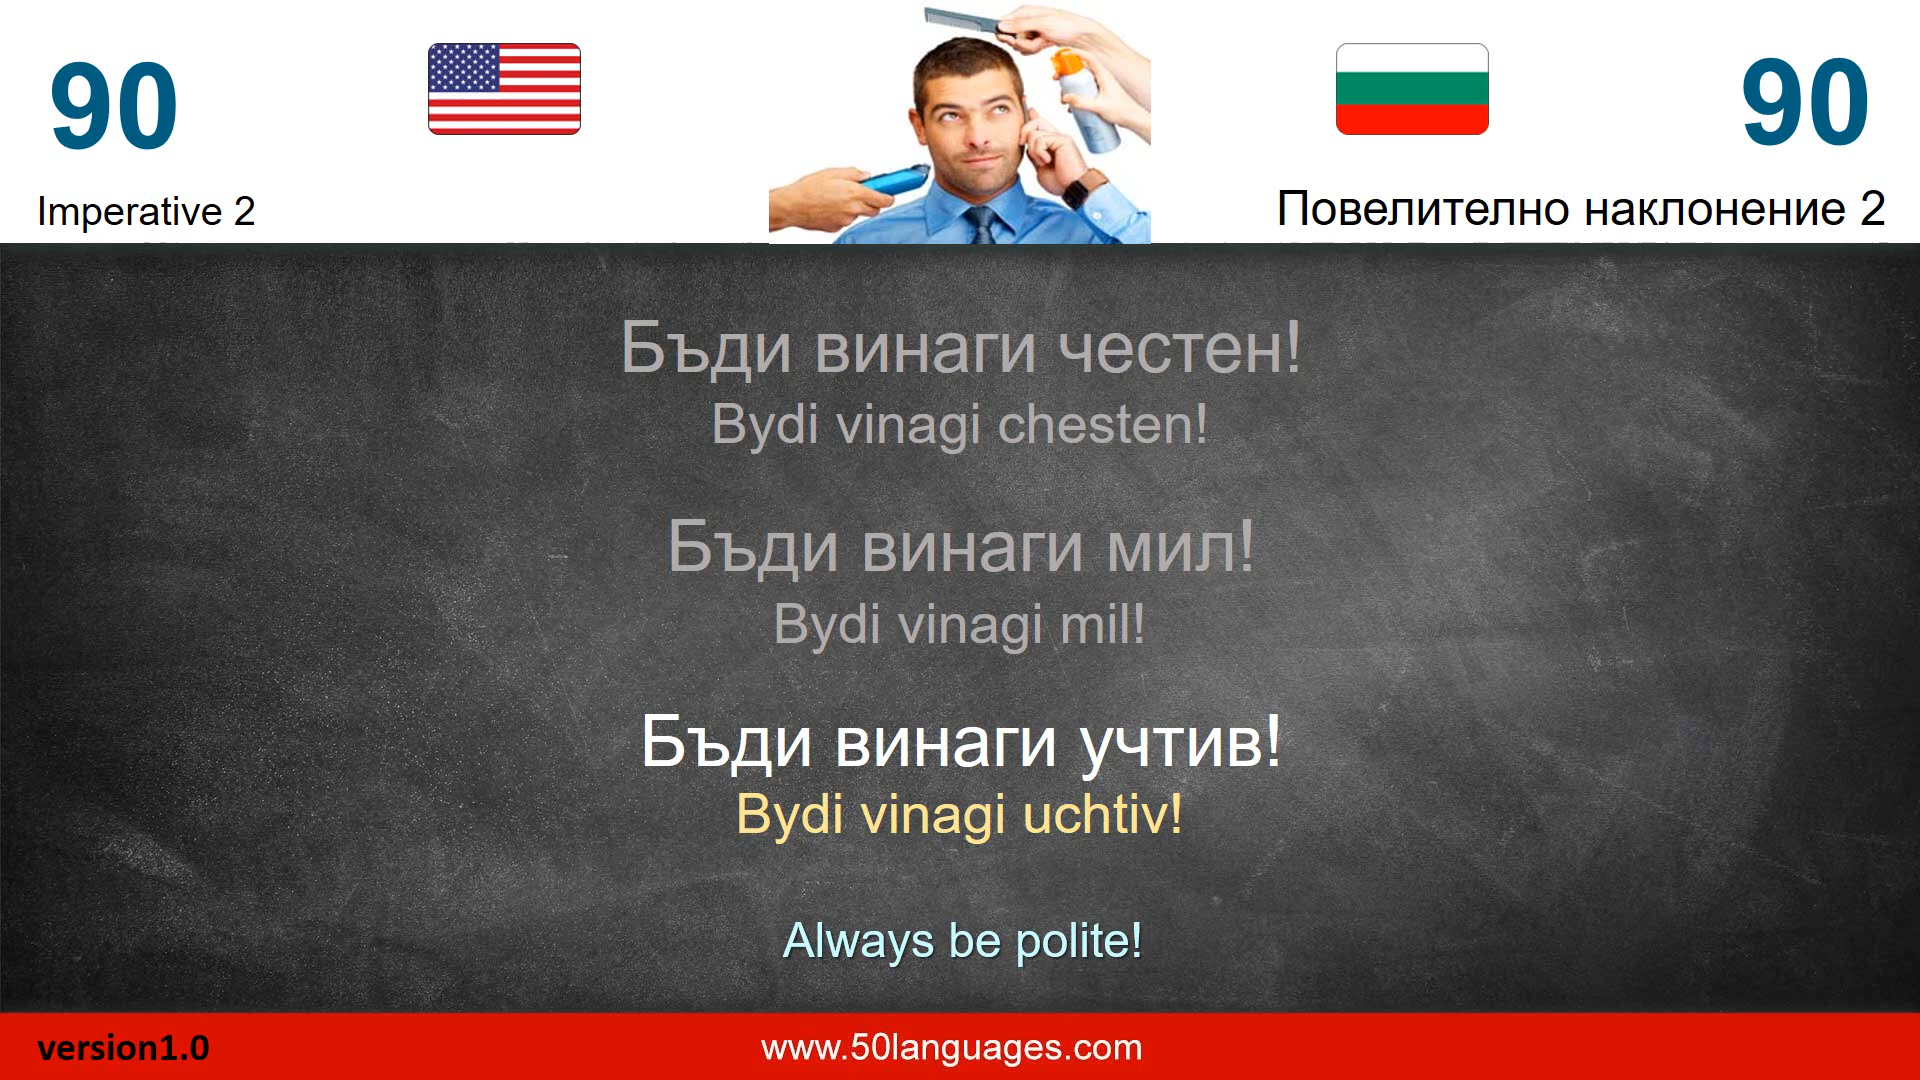 90
90
Imperative 2
Повелително наклонение 2
Бъди винаги честен!
Bydi vinagi chesten!
Бъди винаги мил!
Bydi vinagi mil!
Бъди винаги учтив!
Bydi vinagi uchtiv!
Always be polite!
version1.0
www.50languages.com